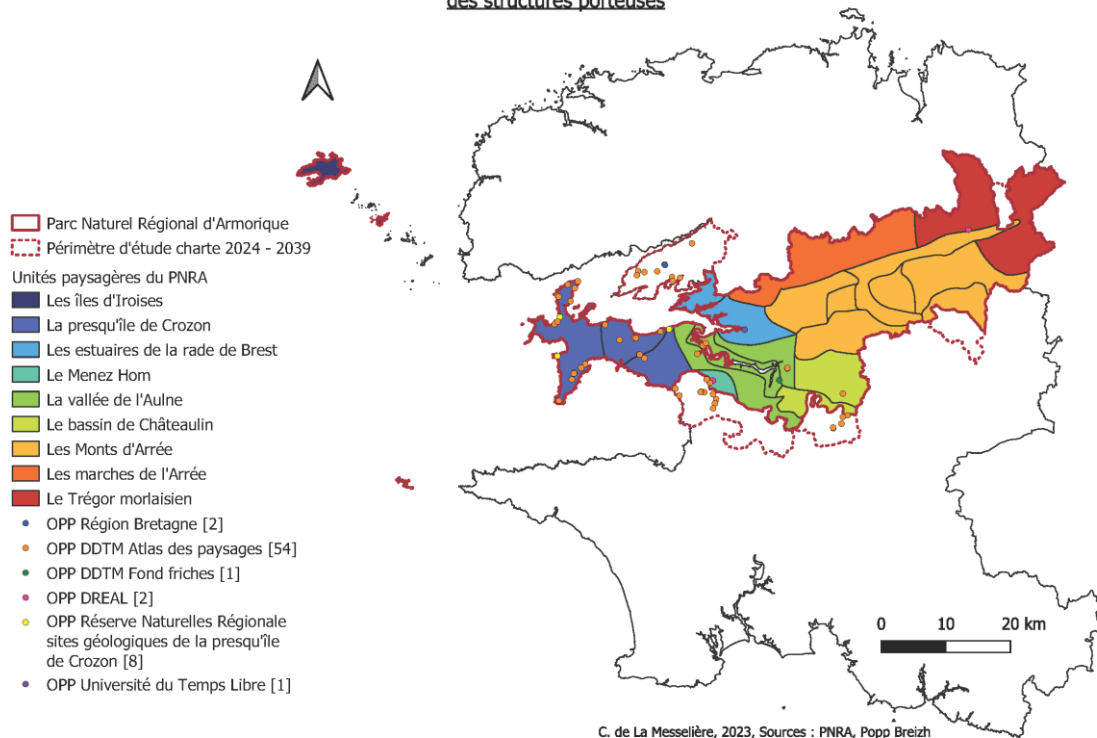 des structures porteuses
Parc Naturel Régional d'Armorique
Périmètre d'étude charte 2024 - 2039
Unités paysagères du PNRA
Les îles d'Iroises
La presqu'île de Crozon
Les estuaires de la rade de Brest
Le Menez Hom
La vallée de l'Aulne
Le bassin de Châteaulin
Les Monts d'Arrée
Les marches de l'Arrée
Le Trégor morlaisien
OPP Région Bretagne [2]
OPP DDTM Atlas des paysages [54]
OPP DDTM Fond friches [1]
OPP DREAL [2]
OPP Réserve Naturelles Régionale
sites géologiques de la presqu'île
de Crozon [8]
OPP Université du Temps Libre [1]
0 10 20 km
C. de La Messelière, 2023, Sources : PNRA, Popp Breizh